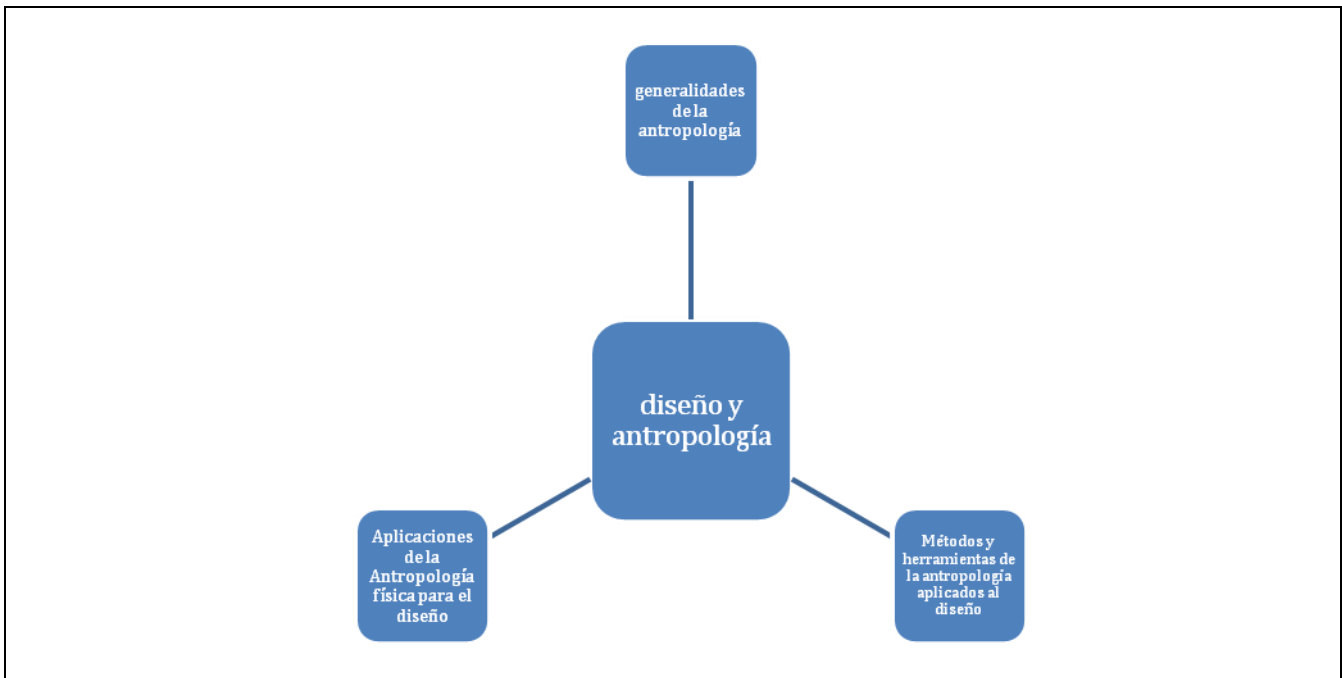 generalidades
de la
antropología
diseño y
antropología
Aplicaciones
de la
Antropología
física para el
diseño
Métodos y
herramientas de
la antropología
aplicados al
diseño